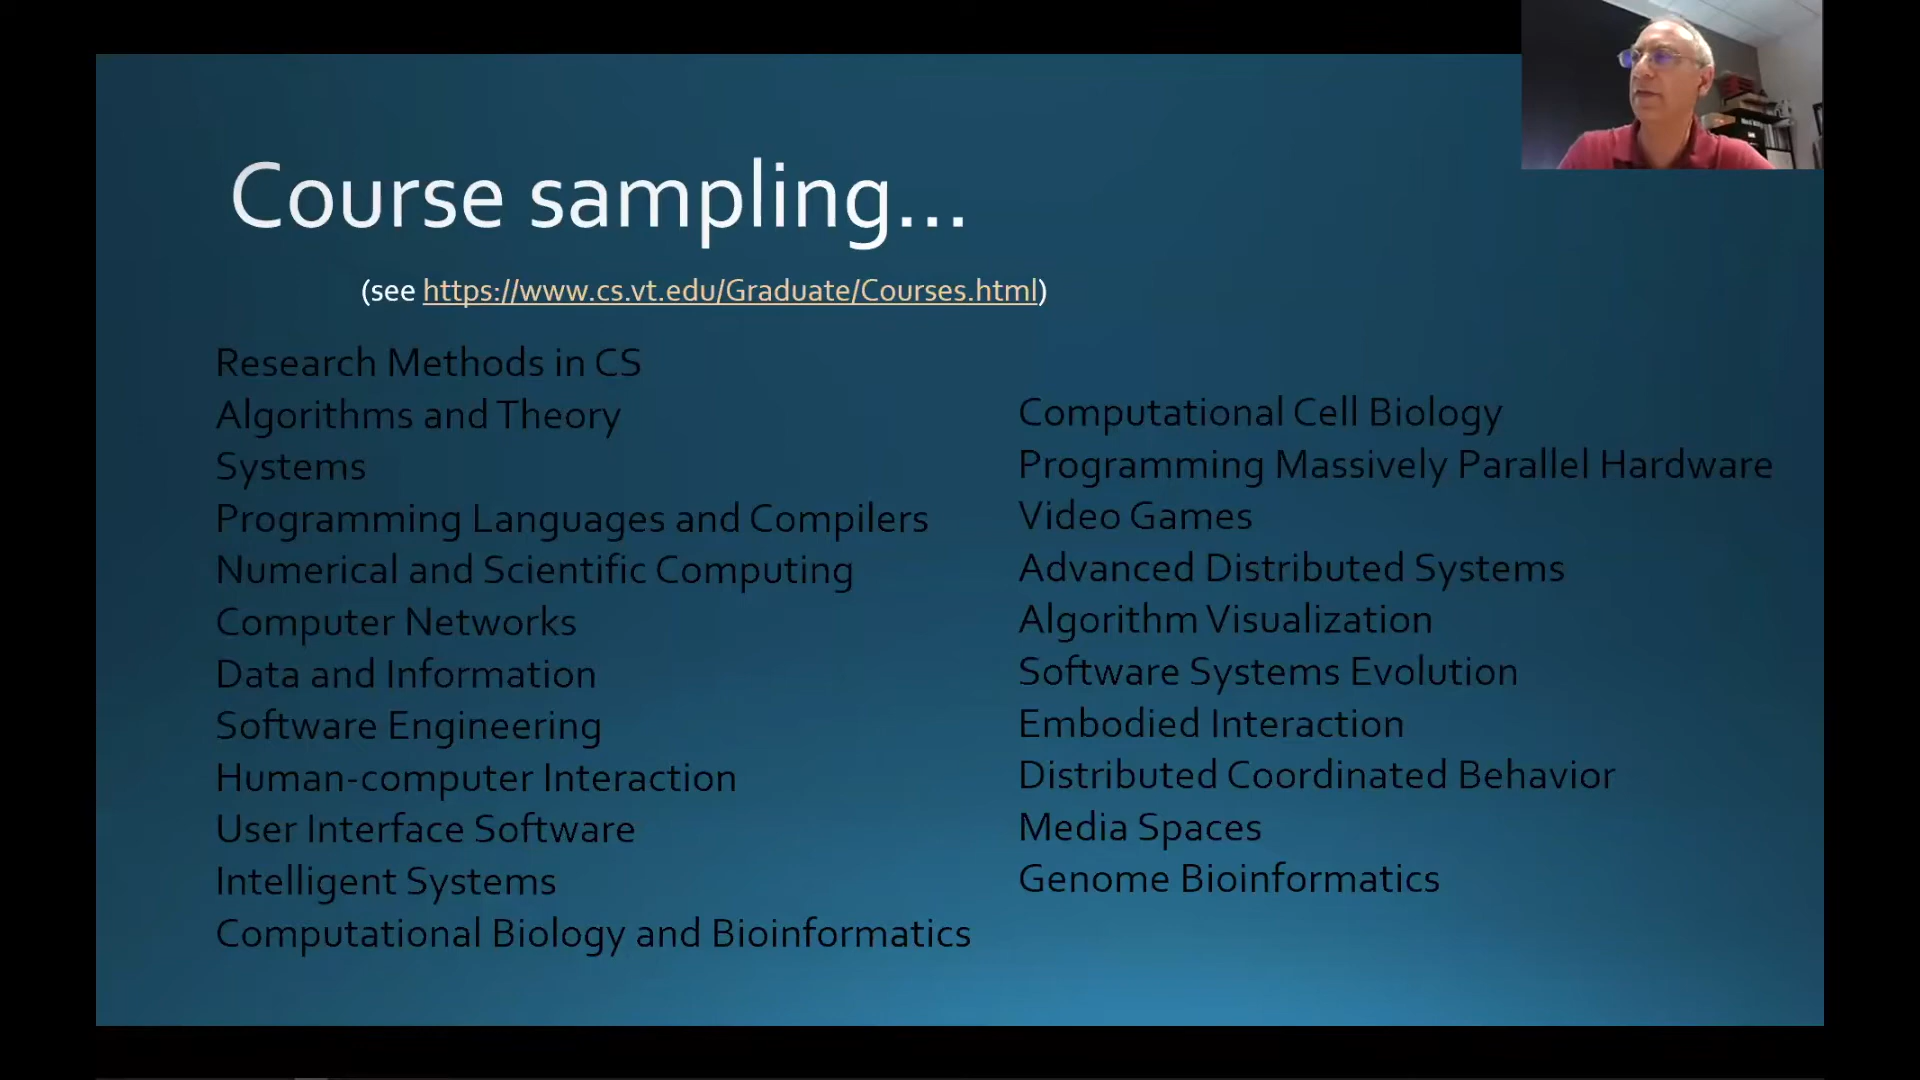 Course sampling...
(see https://www.cs.vt.edu/Graduate/Courses.html)
Research Methods in CS
Algorithms and Theory
Systems
Programming Languages and Compilers
Numerical and Scientific Computing
Computer Networks
Data and Information
Software Engineering
Human-computer Interaction
User Interface Software
Intelligent Systems
Computational Biology and Bioinformatics
Computational Cell Biology
Programming Massively Parallel Hardware
Video Games
Advanced Distributed Systems
Algorithm Visualization
Software Systems Evolution
Embodied Interaction
Distributed Coordinated Behavior
Media Spaces
Genome Bioinformatics